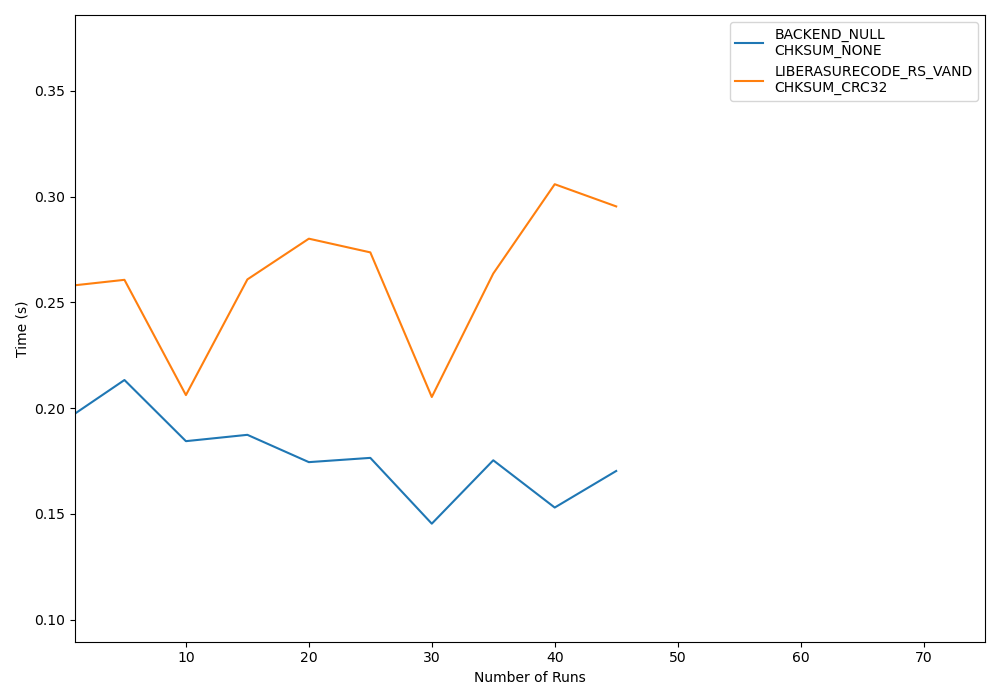 BACKEND_NULL
CHKSUM_NONE
LIBERASURECODE_RS_VAND
CHKSUM_CRC32
Time (s)
0.35
0.30
0.25
0.20
0.15
0.10
10 20 30 40 50 60 70
Number of Runs